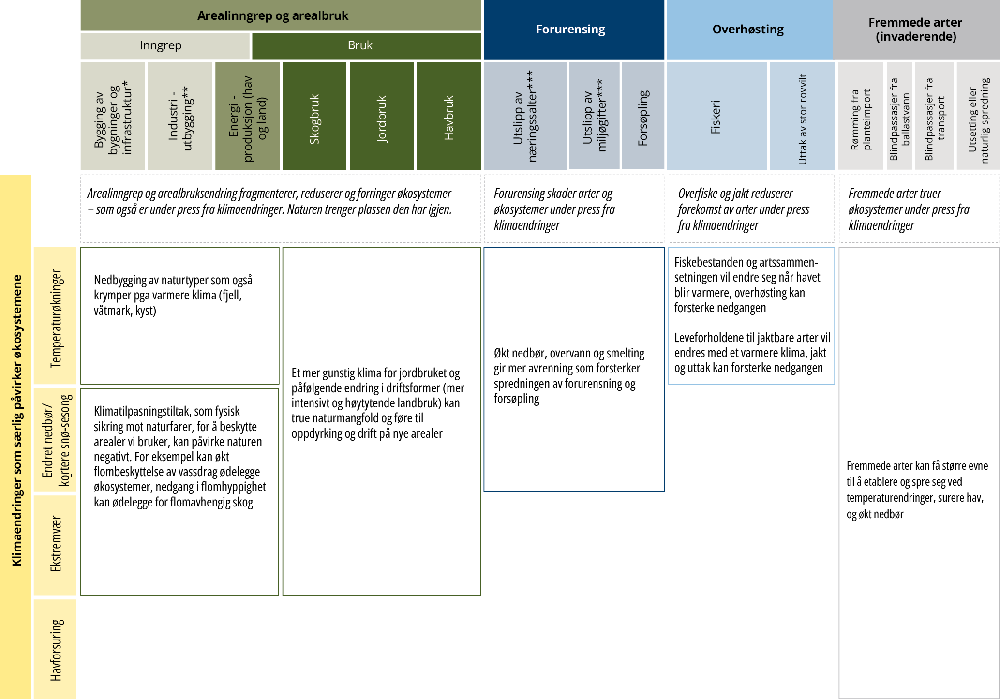 Arealinngrep og arealbruk
Forurensing
Overhøsting
Fremmede arter
(invaderende)
Inngrep
Bruk
Bygging av
bygninger og
infrastruktur*
Industri -
utbygging**
Energi -
produksjon (hav
og land)
Skogbruk
Jordbruk
Havbruk
Utslipp av
næringssalter***
Utslipp av
miljøgifter***
Forsøpling
Fiskeri
Uttak av stor rovvilt
Rømming fra
planteimport
Blindpassasjer fra
ballastvann
Blindpassasjer fra
transport
Utsetting eller
naturlig spredning
Klimaendringer som særlig påvirker økosystemene
Arealinngrep og arealbruksendring fragmenterer, reduserer og forringer økosystemer
– som også er under press fra klimaendringer. Naturen trenger plassen den har igjen.
Forurensing skader arter og
økosystemer under press fra
klimaendringer
Overfiske og jakt reduserer
forekomst av arter under press
fra klimaendringer
Fremmede arter truer
økosystemer under press fra
klimaendringer
Temperaturøkninger
Nedbygging av naturtyper som også
krymper pga varmere klima (fjell,
våtmark, kyst)
Et mer gunstig klima for jordbruket og
påfølgende endring i driftsformer (mer
intensivt og høytytende landbruk) kan
true naturmangfold og føre til
oppdyrking og drift på nye arealer
Økt nedbør, overvann og smelting
gir mer avrenning som forsterker
spredningen av forurensning og
forsøpling
Fiskebestanden og artssammen-
setningen vil endre seg når havet
blir varmere, overhøsting kan
forsterke nedgangen
Leveforholdene til jaktbare arter vil
endres med et varmere klima, jakt
og uttak kan forsterke nedgangen
Fremmede arter kan få større evne
til å etablere og spre seg ved
temperaturendringer, surere hav,
og økt nedbør
Endret nedbør/
kortere snø-sesong
Klimatilpasningstiltak, som fysisk
sikring mot naturfarer, for å beskytte
arealer vi bruker, kan påvirke naturen
negativt. For eksempel kan økt
flombeskyttelse av vassdrag ødelegge
økosystemer, nedgang i flomhyppighet
kan ødelegge for flomavhengig skog
Ekstremvær
Havforsuring